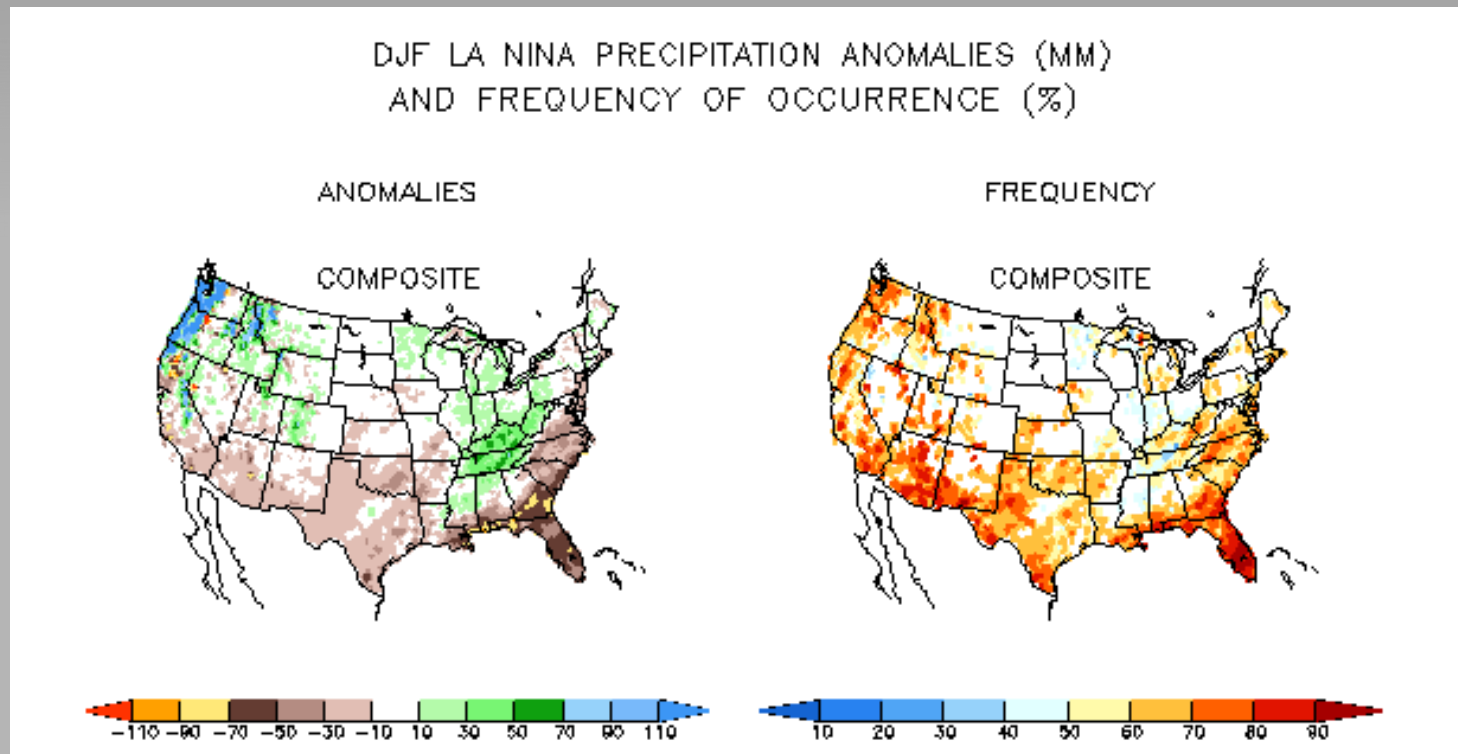 DJF LA NINA PRECIPITATION ANOMALIES (MM)
AND FREQUENCY OF OCCURRENCE (%)
ANOMALIES
FREQUENCY
COMPOSITE
COMPOSITE
-110 -90 -70 -50 -30 -10 10 30 50 70 90 110
10 20 30 40 50 60 70 80 90